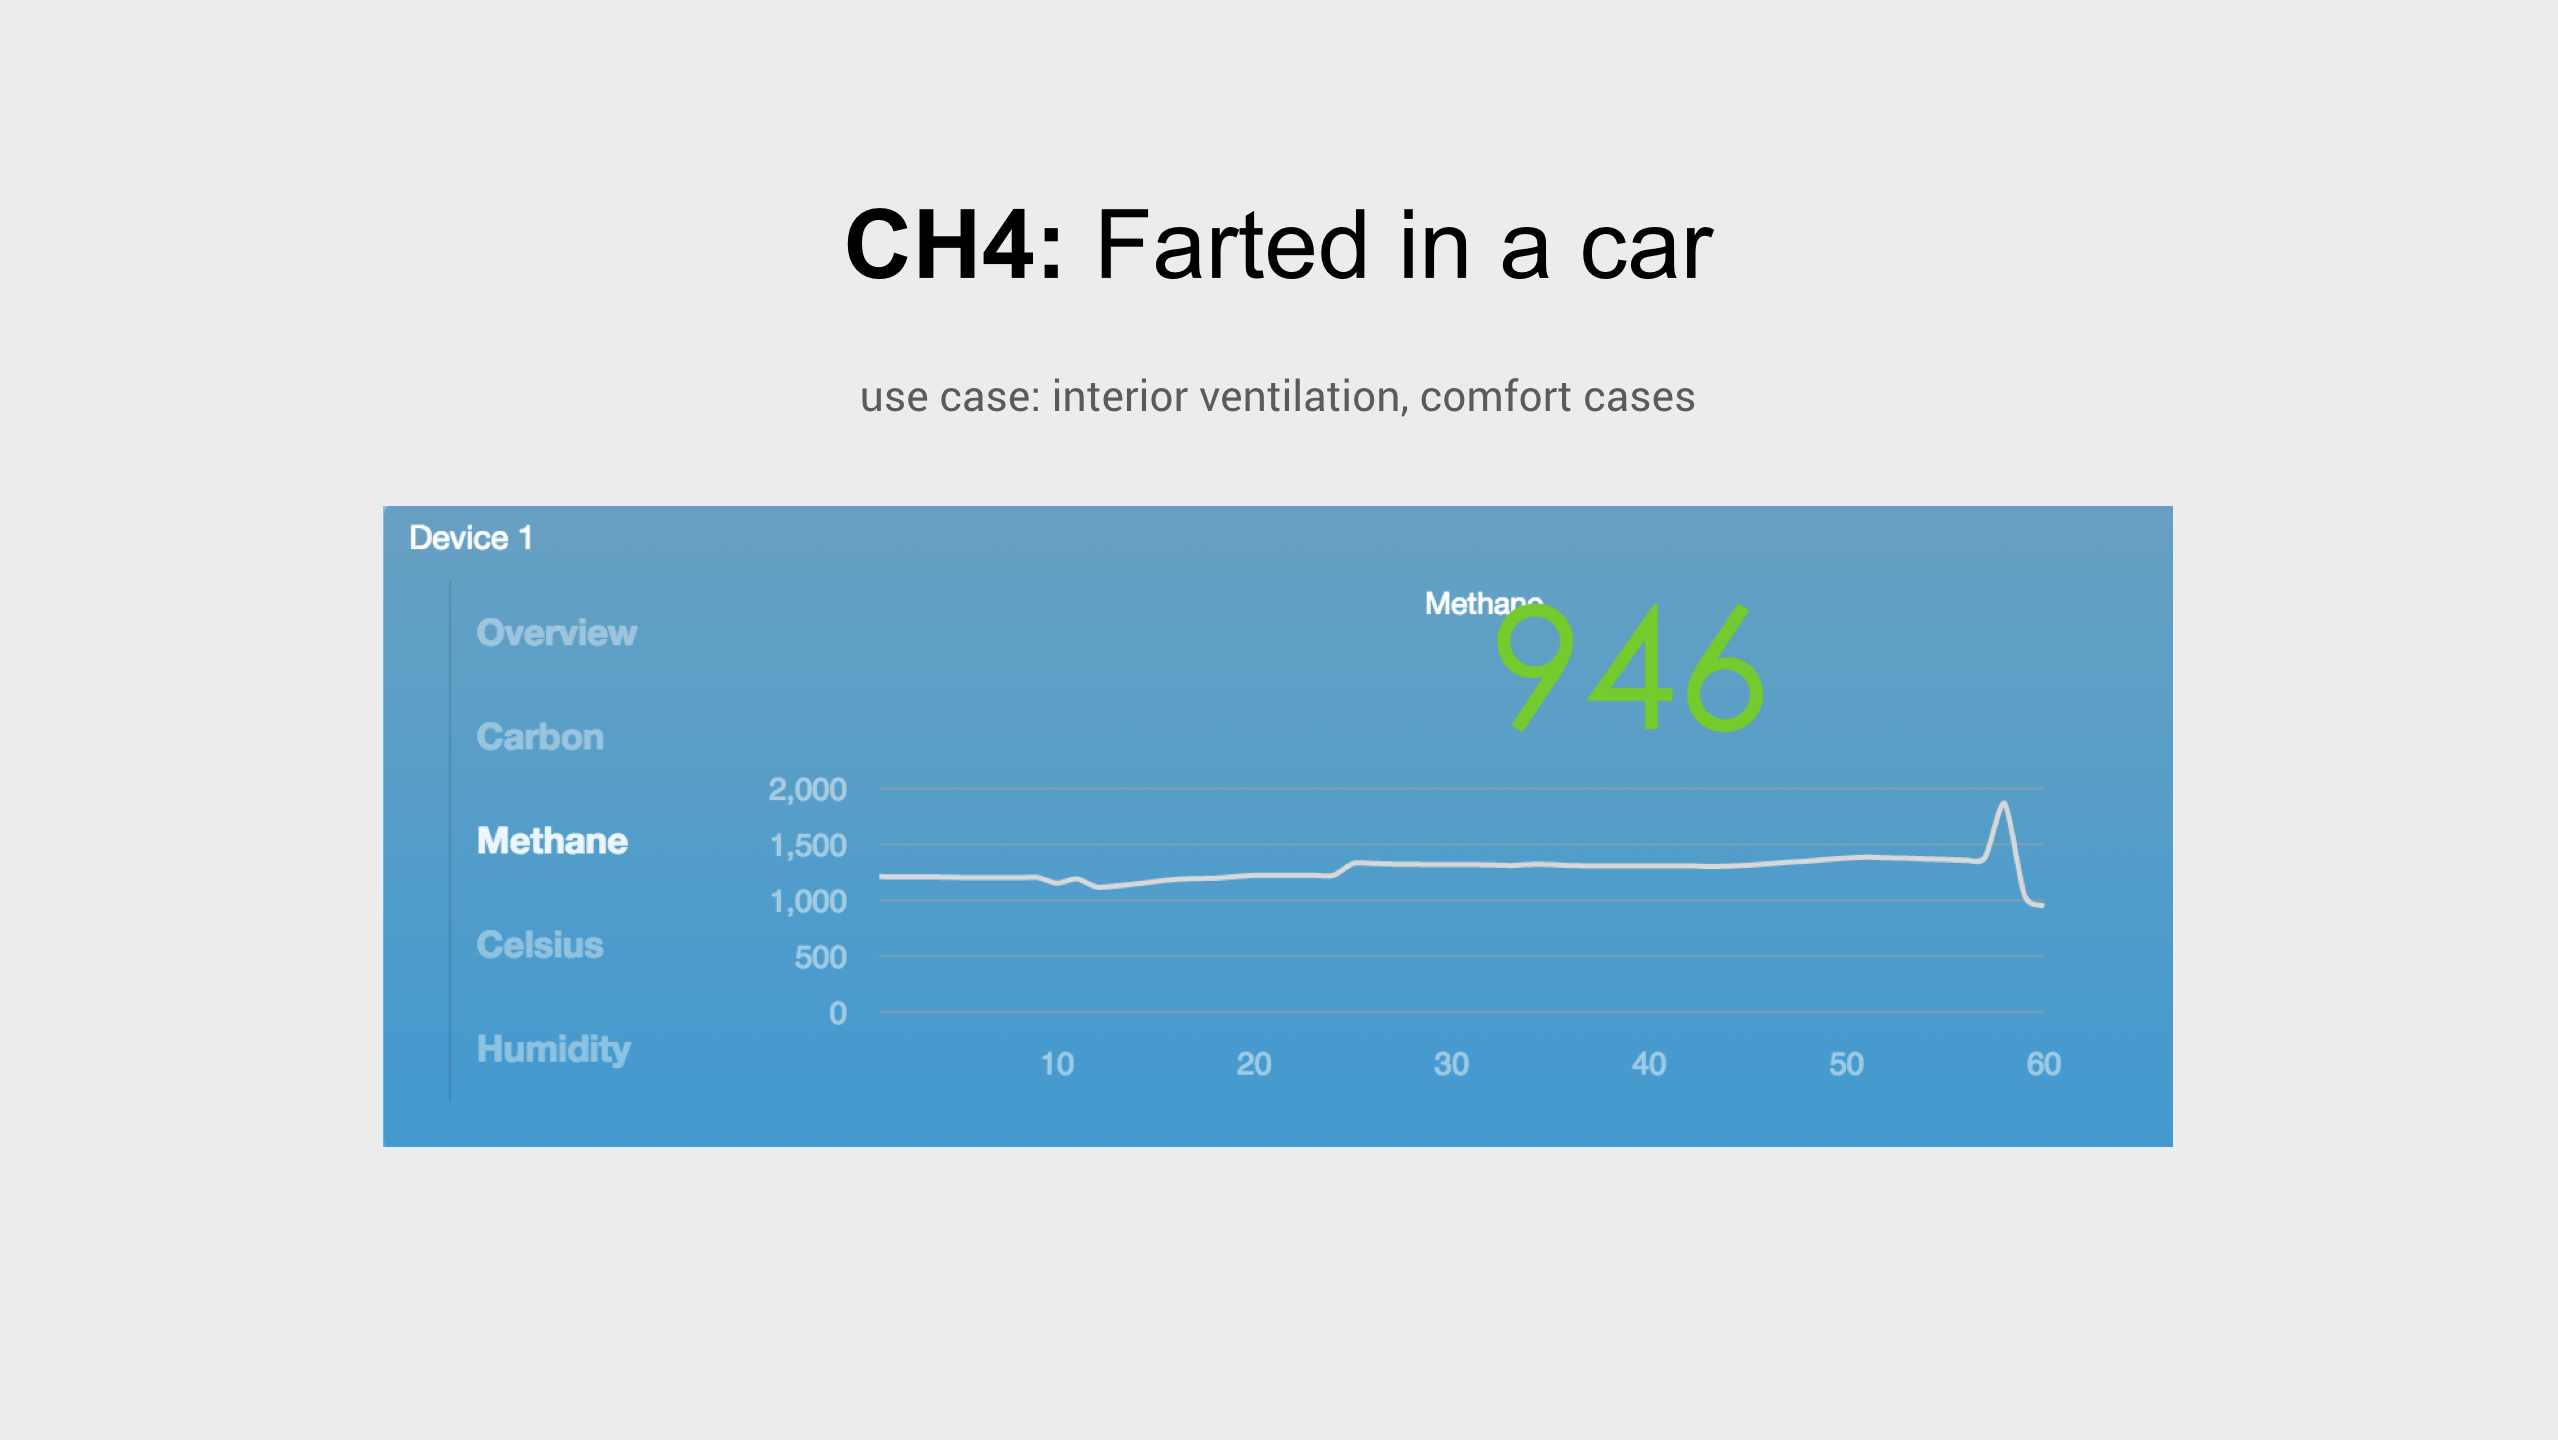 CH4: Farted in a car
use case: interior ventilation, comfort cases
Device 1
Overview
Carbon
Methane
Celsius
Humidity
Methane
946
2,000
1,500
1,000
500
0
10 20 30 40 50 60